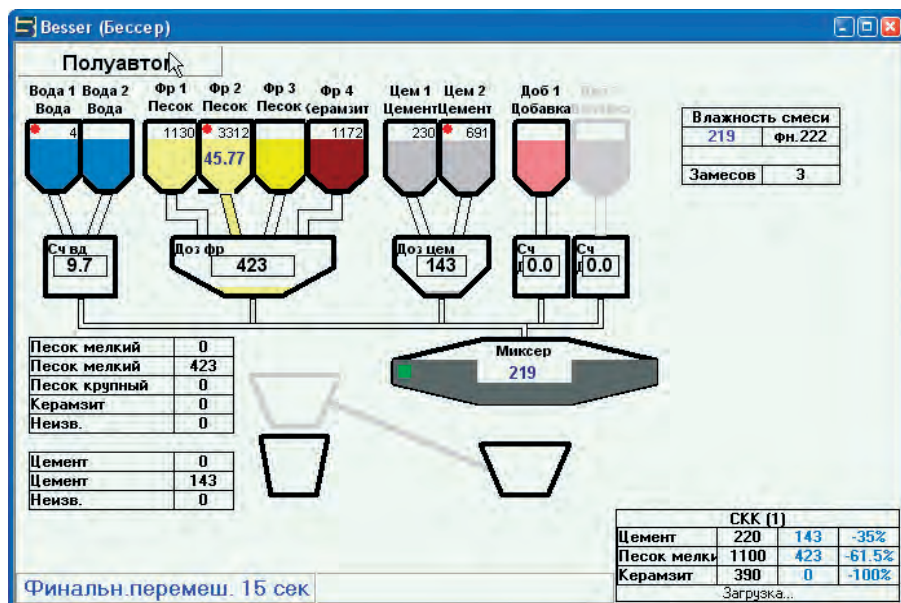 Besser (Бессер)
Полуавтом
Вода 1 Вода 2 Фр 1 Фр 2 Фр 3 Фр 4 Цем 1 Цем 2 Доб 1
Вода Вода Песок Песок Песок Керамзит Цемент Цемент Добавка
4 1130 3312 1172 230 691
45.77
Влажность смеси
219 фн.222
Замесов 3
Сч вд Доз фр Доз цем Сч Сч
9.7 423 143 0.0 0.0
Миксер
219
Песок мелкий 0
Песок мелкий 423
Песок крупный 0
Керамзит 0
Неизв. 0
Цемент 0
Цемент 143
Неизв. 0
СКК (1)
Цемент 220 143 -35%
Песок мелки 1100 423 -61.5%
Керамзит 390 0 -100%
Загрузка...
Финальн.перемеш. 15 сек